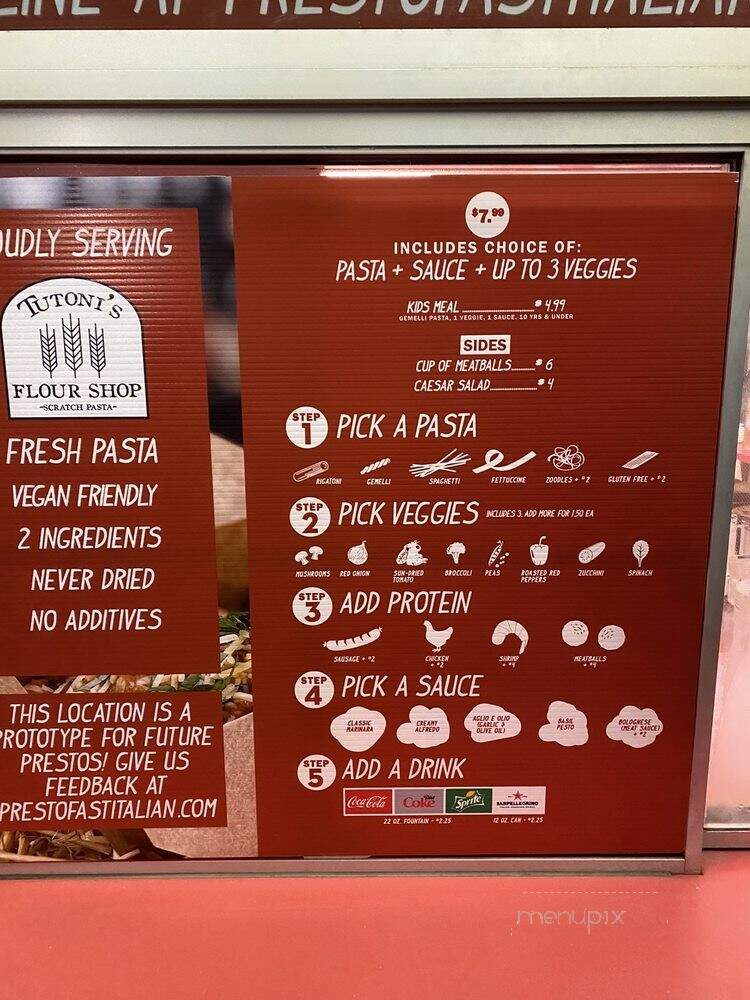 PROUDLY SERVING
TUTONI'S
FLOUR SHOP
-SCRATCH PASTA-
FRESH PASTA
VEGAN FRIENDLY
2 INGREDIENTS
NEVER DRIED
NO ADDITIVES
THIS LOCATION IS A
PROTOTYPE FOR FUTURE
PRESTOS! GIVE US
FEEDBACK AT
PRESTOFASTITALIAN.COM
$7.99
INCLUDES CHOICE OF:
PASTA + SAUCE + UP TO 3 VEGGIES
KIDS MEAL $4.99
GEMELLI PASTA, 1 VEGGIE, 1 SAUCE. 10 YRS & UNDER
SIDES
CUP OF MEATBALLS $6
CAESAR SALAD $4
STEP 1 PICK A PASTA
RIGATONI GEMELLI SPAGHETTI FETTUCCINE ZOODLES + $2 GLUTEN FREE + $2
STEP 2 PICK VEGGIES INCLUDES 3. ADD MORE FOR 1.50 EA
MUSHROOMS RED ONION SUN-DRIED TOMATO BROCCOLI PEAS ROASTED RED PEPPERS ZUCCHINI SPINACH
STEP 3 ADD PROTEIN
SAUSAGE + $2 CHICKEN + $2 SHRIMP + $4 MEATBALLS + $4
STEP 4 PICK A SAUCE
CLASSIC MARINARA CREAMY ALFREDO AGLIO E OLIO (GARLIC & OLIVE OIL) BASIL PESTO BOLOGNESE (MEAT SAUCE) + $2
STEP 5 ADD A DRINK
Coca-Cola Diet Coke Sprite SANPELLEGRINO
22 OZ. FOUNTAIN - $2.25 12 OZ. CAN - $2.25
menupix